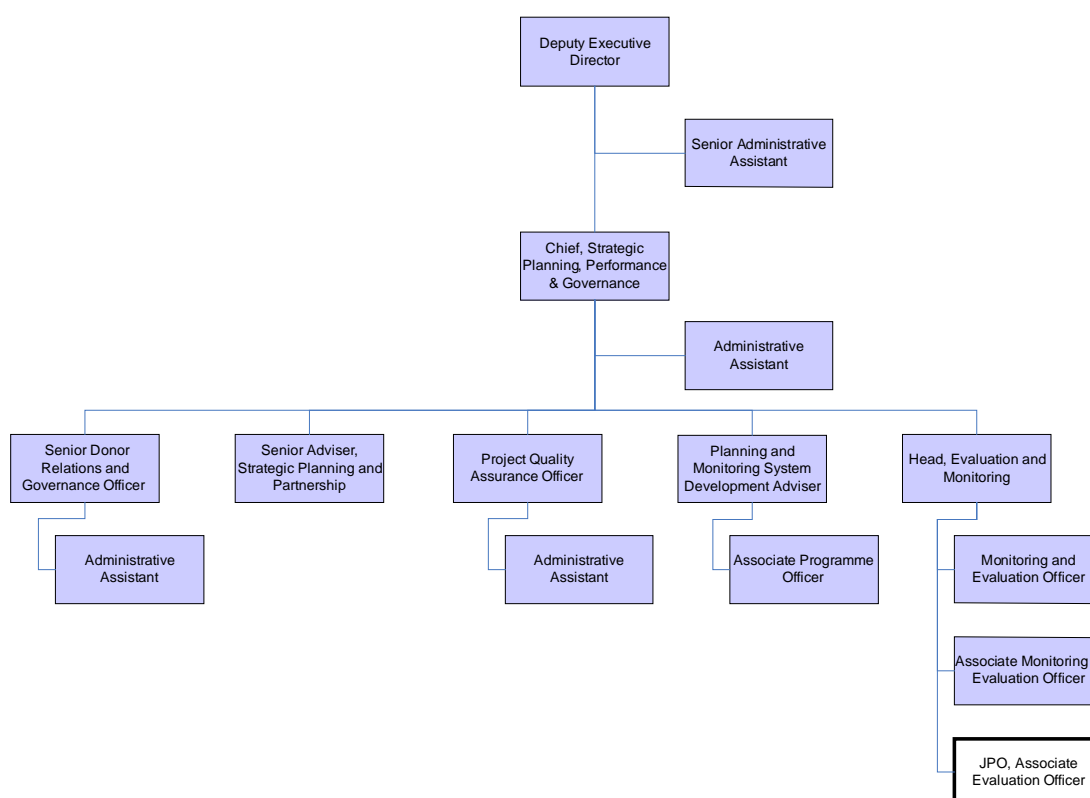 Deputy Executive
Director
Senior Administrative
Assistant
Chief, Strategic
Planning, Performance
& Governance
Administrative
Assistant
Senior Donor
Relations and
Governance Officer
Senior Adviser,
Strategic Planning and
Partnership
Project Quality
Assurance Officer
Planning and
Monitoring System
Development Adviser
Head, Evaluation and
Monitoring
Administrative
Assistant
Administrative
Assistant
Associate Programme
Officer
Monitoring and
Evaluation Officer
Associate Monitoring
Evaluation Officer
JPO, Associate
Evaluation Officer